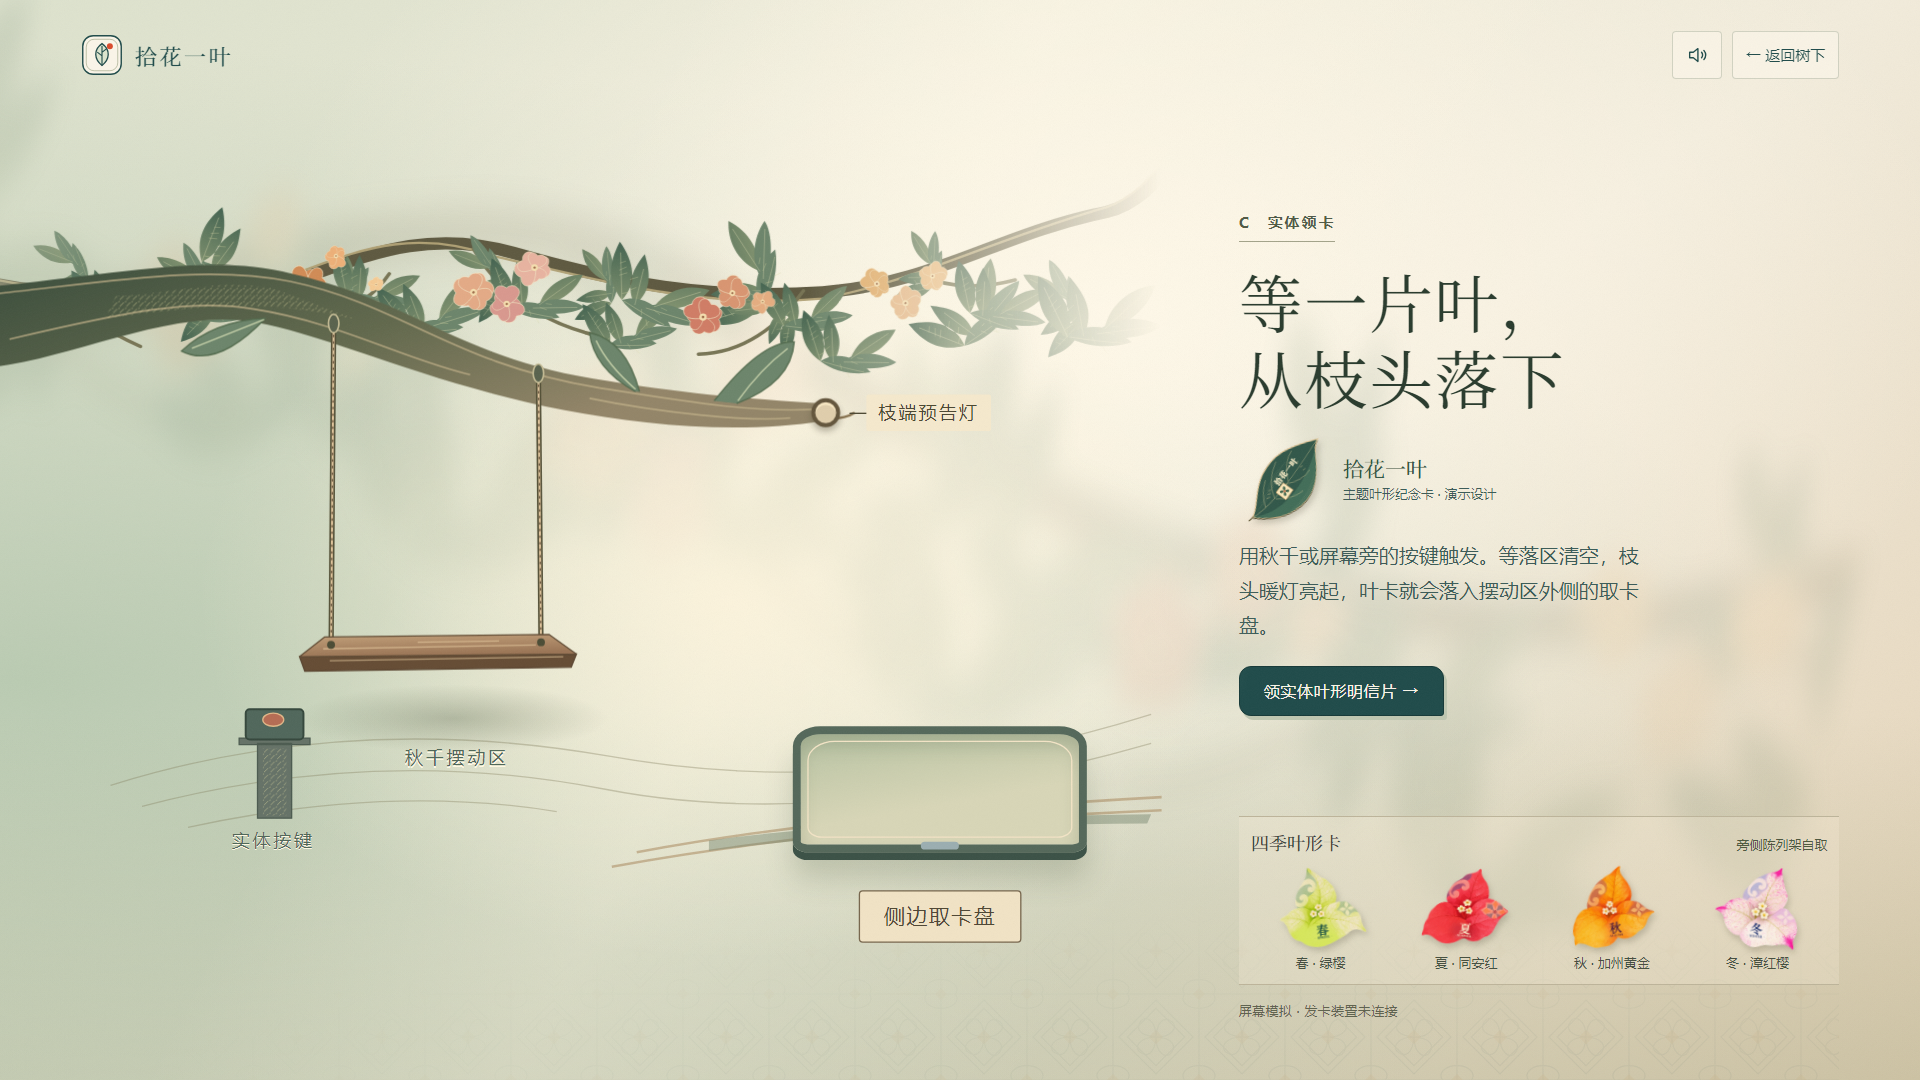 拾花一叶
← 返回树下
C 实体领卡
等一片叶，
从枝头落下
枝端预告灯
拾花一叶
主题叶形纪念卡 · 演示设计
用秋千或屏幕旁的按键触发。等落区清空，枝
头暖灯亮起，叶卡就会落入摆动区外侧的取卡
盘。
领实体叶形明信片 →
秋千摆动区
实体按键
侧边取卡盘
四季叶形卡
旁侧陈列架自取
春
夏
秋
冬
春 · 绿樱
夏 · 同安红
秋 · 加州黄金
冬 · 漳红樱
屏幕模拟 · 发卡装置未连接